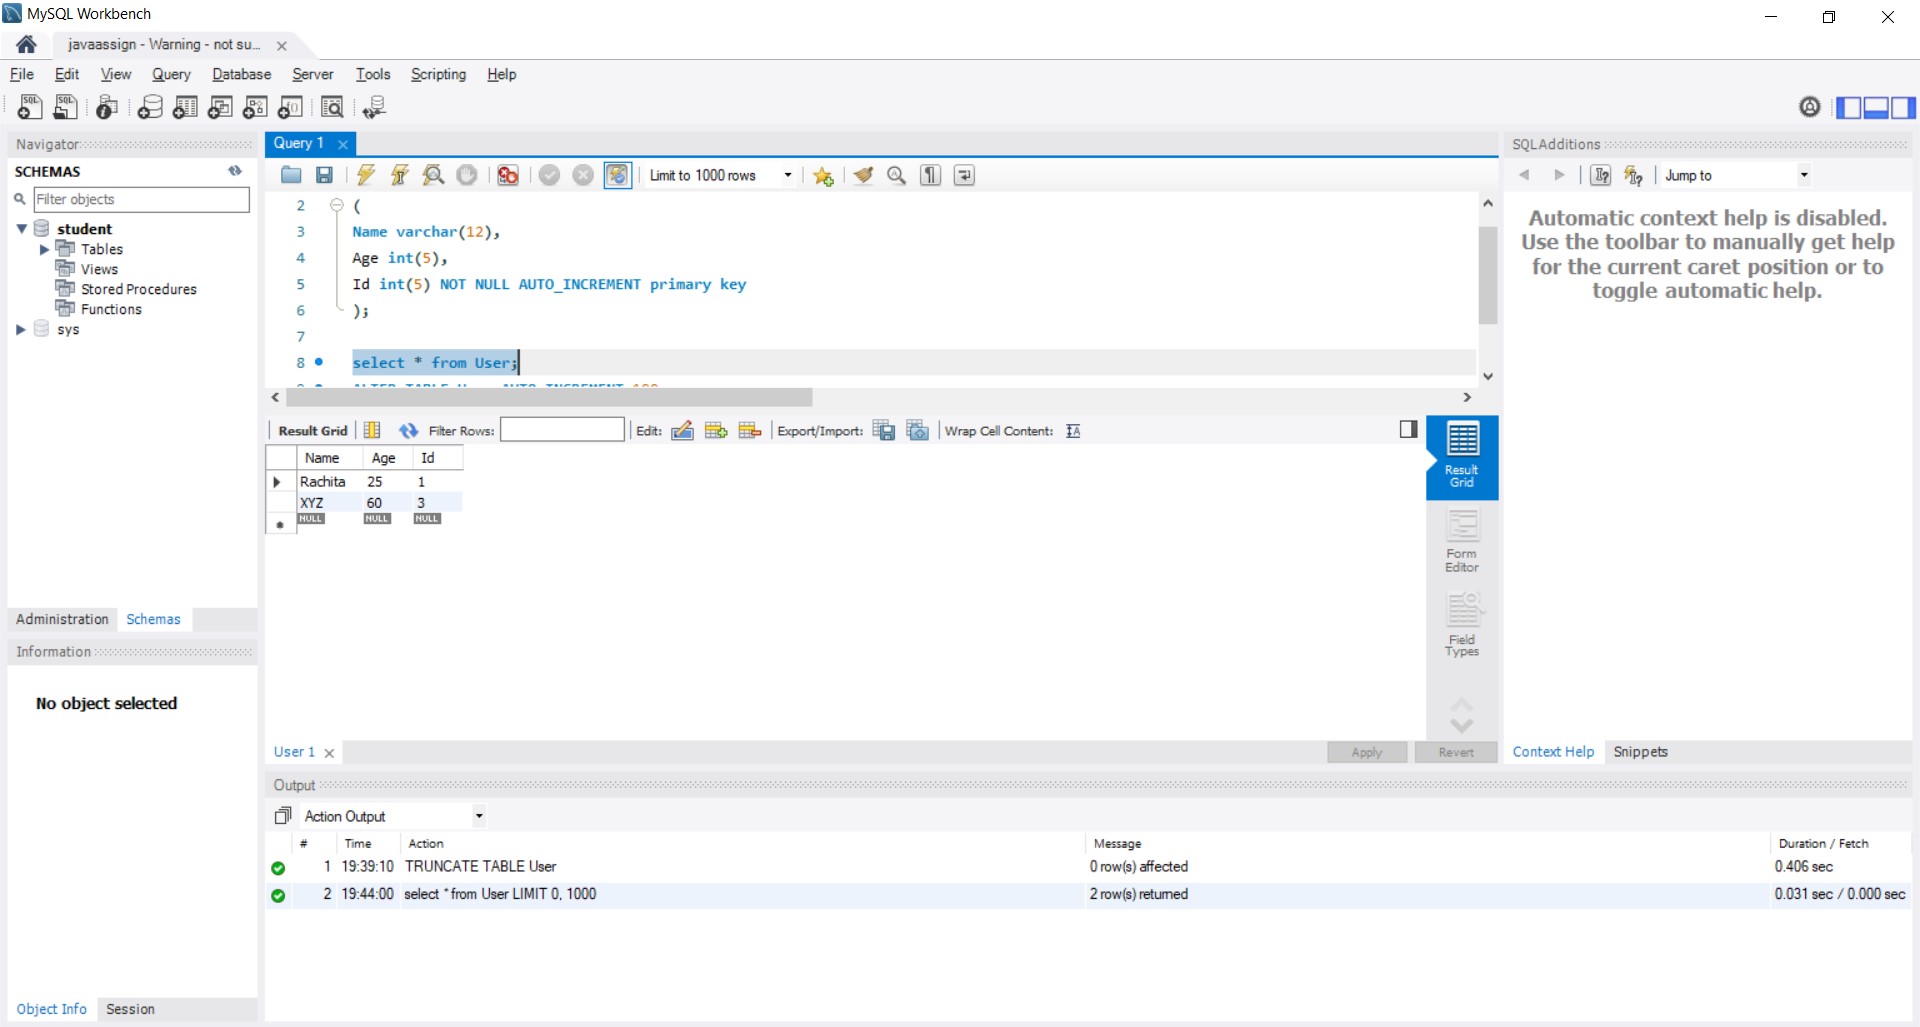 MySQL Workbench
javaassign - Warning - not su...
File Edit View Query Database Server Tools Scripting Help
Navigator
SCHEMAS
Filter objects
student
Tables
Views
Stored Procedures
Functions
sys
Administration Schemas
Information
No object selected
Object Info Session
Query 1
Limit to 1000 rows
2 (
3 Name varchar(12),
4 Age int(5),
5 Id int(5) NOT NULL AUTO_INCREMENT primary key
6 );
7
8 select * from User;
Result Grid Filter Rows: Edit: Export/Import: Wrap Cell Content:
Name Age Id
Rachita 25 1
XYZ 60 3
NULL NULL NULL
Result
Grid
Form
Editor
Field
Types
User 1 Apply Revert
SQLAdditions
Jump to
Automatic context help is disabled.
Use the toolbar to manually get help
for the current caret position or to
toggle automatic help.
Context Help Snippets
Output
Action Output
# Time Action Message Duration / Fetch
1 19:39:10 TRUNCATE TABLE User 0 row(s) affected 0.406 sec
2 19:44:00 select * from User LIMIT 0, 1000 2 row(s) returned 0.031 sec / 0.000 sec